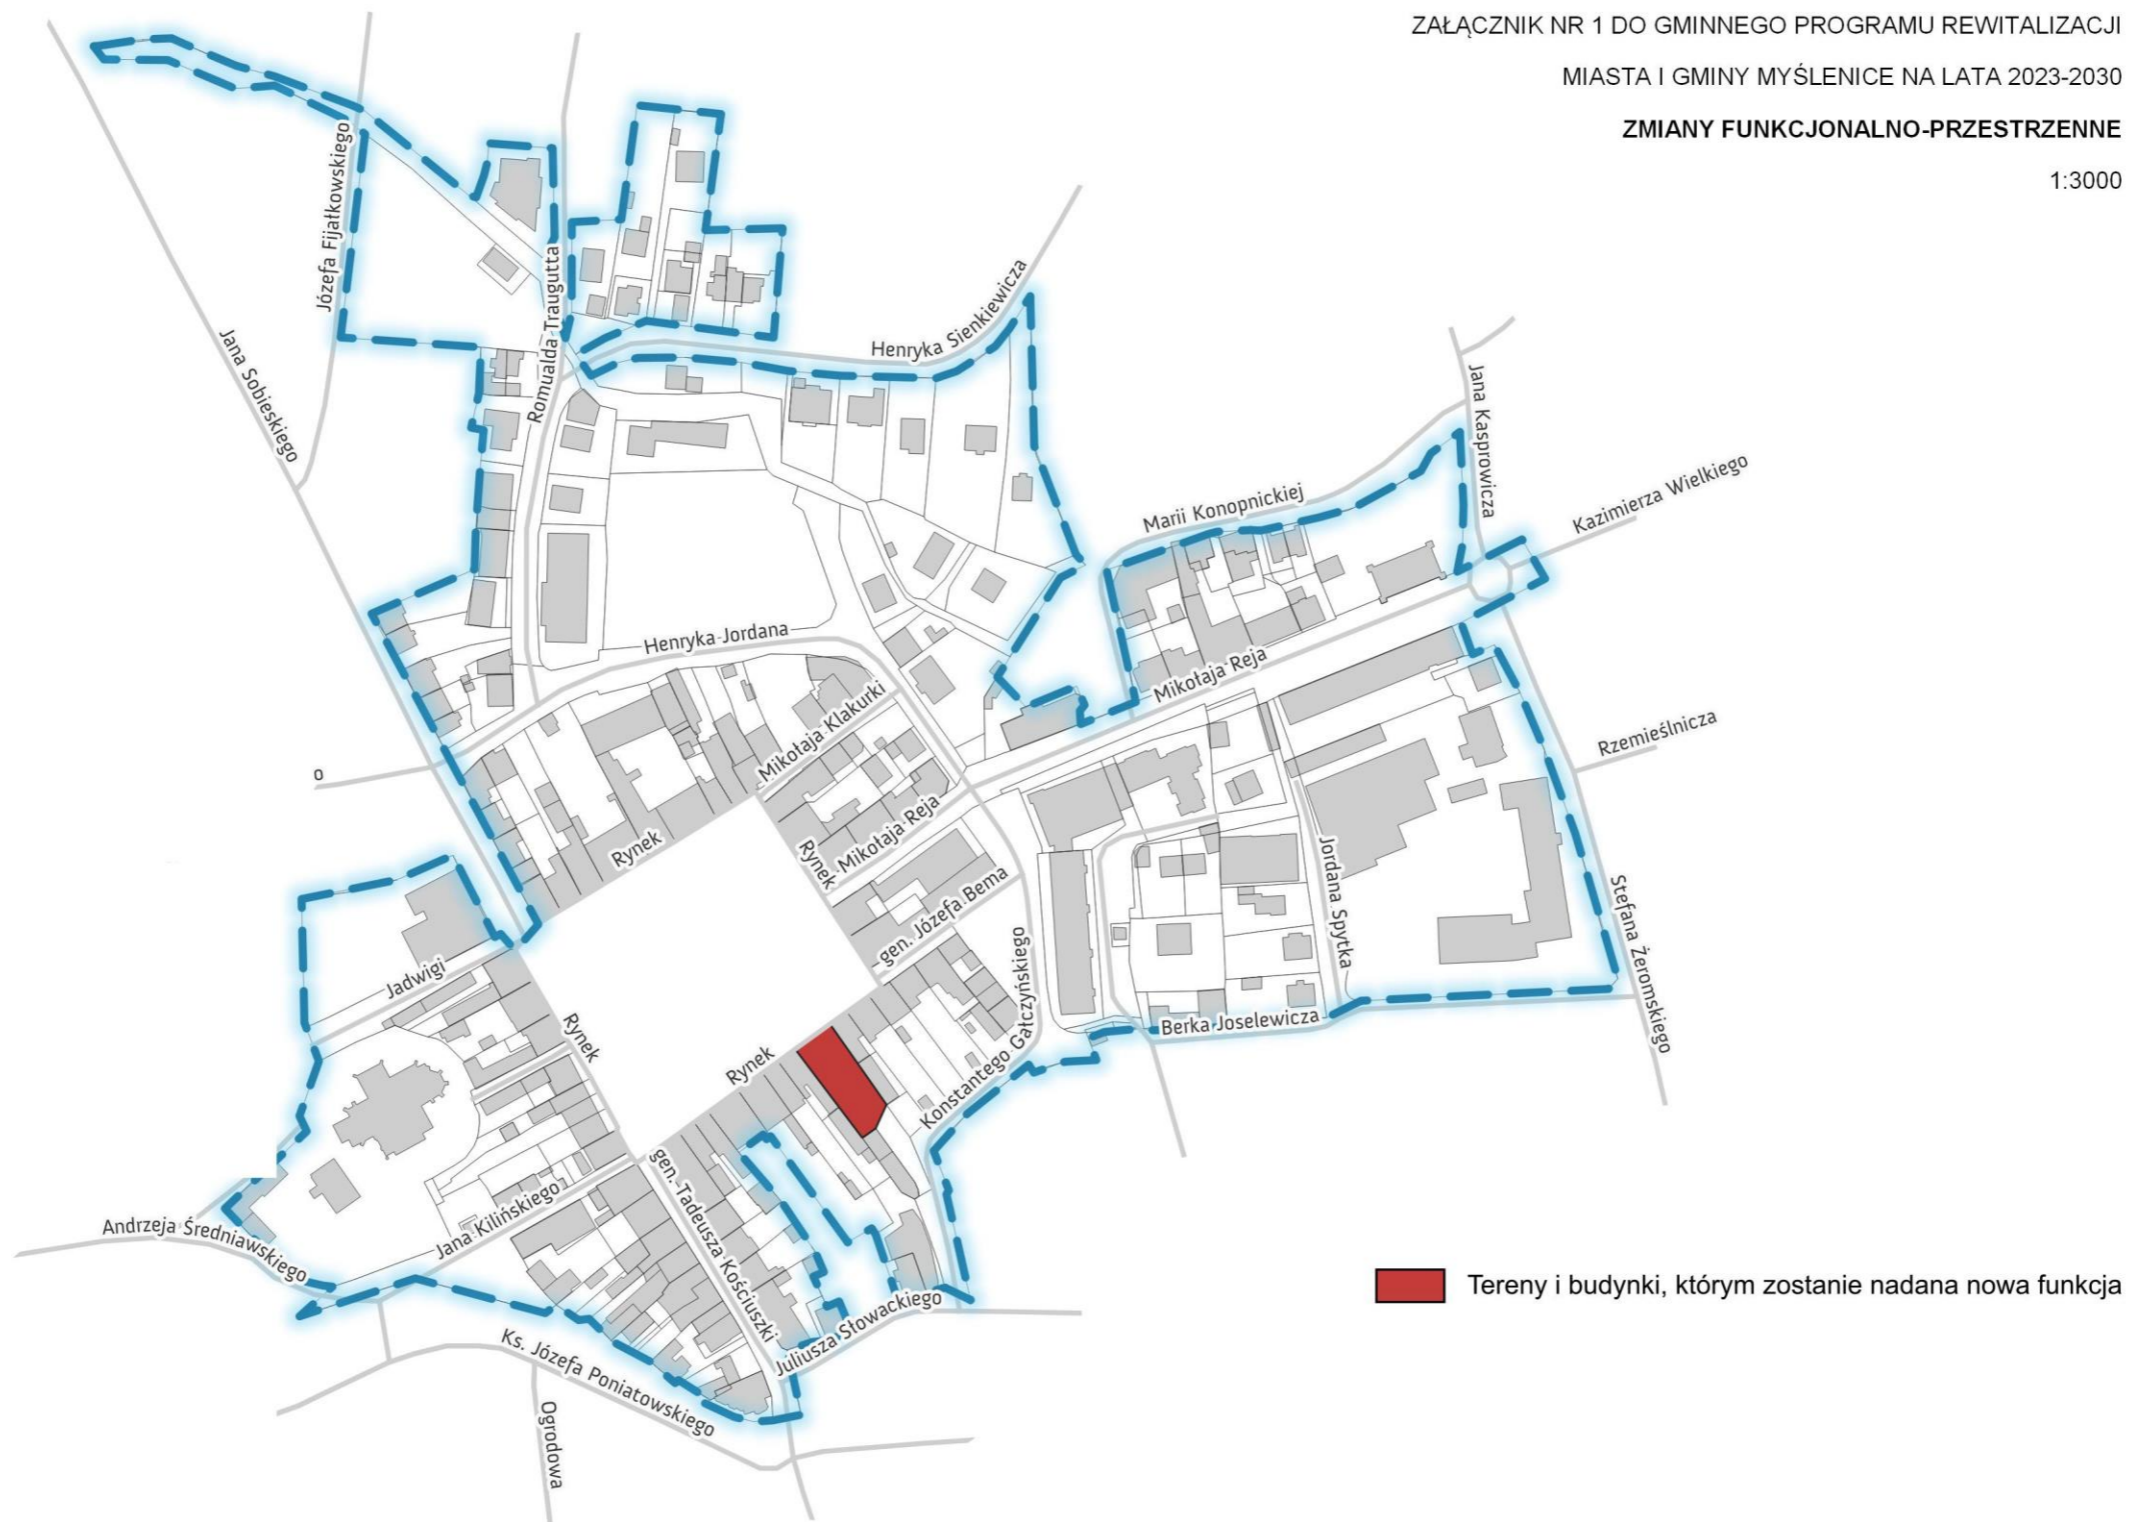 ZAŁĄCZNIK NR 1 DO GMINNEGO PROGRAMU REWITALIZACJI
MIASTA I GMINY MYŚLENICE NA LATA 2023-2030
ZMIANY FUNKCJONALNO-PRZESTRZENNE
1:3000
Józefa Fijałkowskiego
Romualda Traugutta
Jana Sobieskiego
Henryka Sienkiewicza
Jana Kasprowicza
Kazimierza Wielkiego
Marii Konopnickiej
Henryka Jordana
Mikołaja Reja
Mikołaja Klakurki
Rzemieślnicza
o
Rynek
Rynek
Mikołaja Reja
gen. Józefa Bema
Jordana Spytka
Stefana Żeromskiego
Jadwigi
Konstantego Gałczyńskiego
Rynek
Berka Joselewicza
Rynek
Jana Kilińskiego
gen. Tadeusza Kościuszki
Andrzeja Średniawskiego
Juliusza Słowackiego
Ks. Józefa Poniatowskiego
Ogrodowa
Tereny i budynki, którym zostanie nadana nowa funkcja